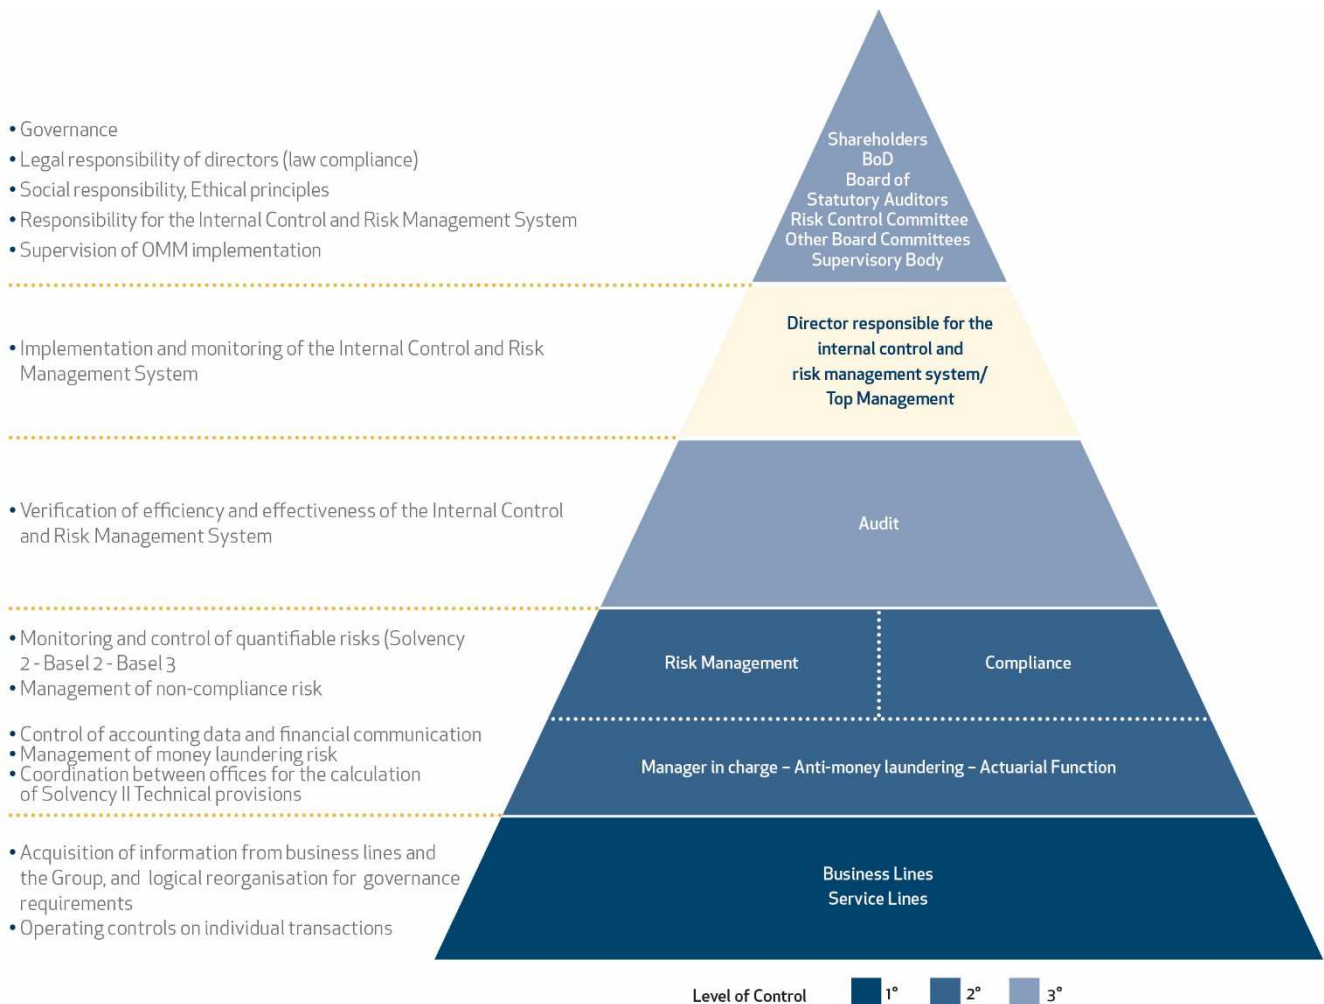 • Governance
• Legal responsibility of directors (law compliance)
• Social responsibility, Ethical principles
• Responsibility for the Internal Control and Risk Management System
• Supervision of OMM implementation
Shareholders
BoD
Board of
Statutory Auditors
Risk Control Committee
Other Board Committees
Supervisory Body
• Implementation and monitoring of the Internal Control and Risk
Management System
Director responsible for the
internal control and
risk management system/
Top Management
• Verification of efficiency and effectiveness of the Internal Control
and Risk Management System
Audit
• Monitoring and control of quantifiable risks (Solvency
2 - Basel 2 - Basel 3
• Management of non-compliance risk
Risk Management
Compliance
• Control of accounting data and financial communication
• Management of money laundering risk
• Coordination between offices for the calculation
of Solvency II Technical provisions
Manager in charge – Anti-money laundering – Actuarial Function
• Acquisition of information from business lines and
the Group, and logical reorganisation for governance
requirements
• Operating controls on individual transactions
Business Lines
Service Lines
Level of Control 1° 2° 3°